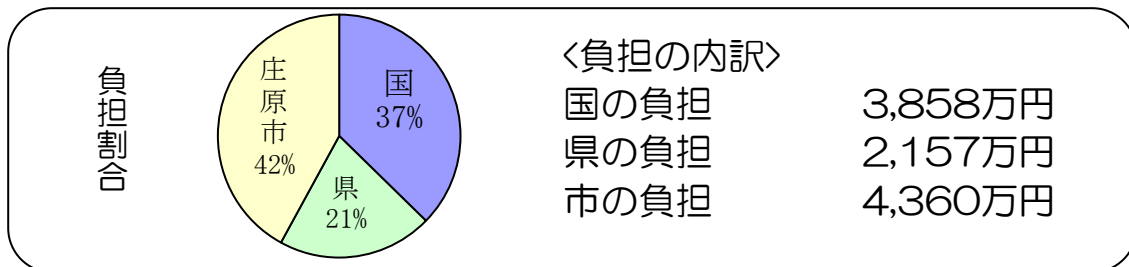 負担割合
庄原市
42%
国
37%
県
21%
<負担の内訳>
国の負担 3,858万円
県の負担 2,157万円
市の負担 4,360万円